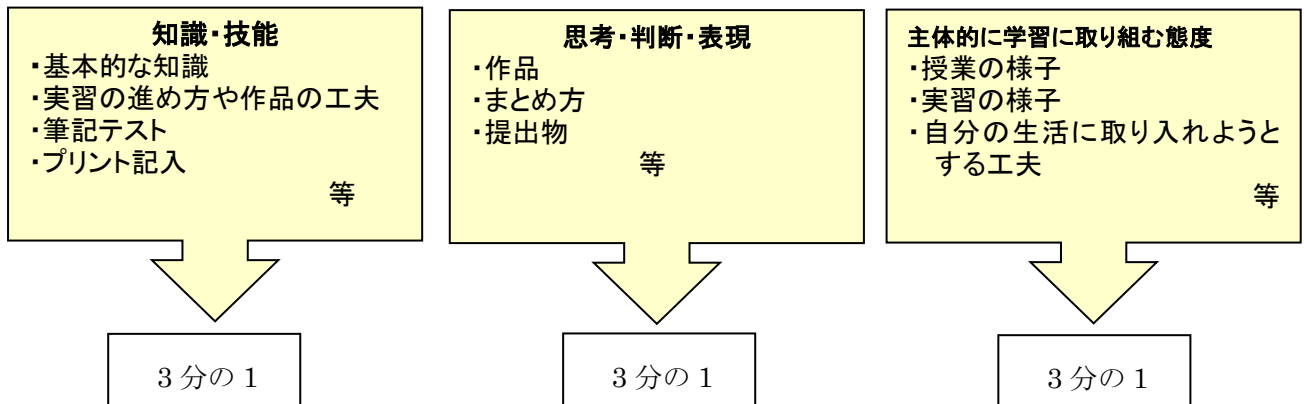 知識・技能
・基本的な知識
・実習の進め方や作品の工夫
・筆記テスト
・プリント記入
等
３分の１
思考・判断・表現
・作品
・まとめ方
・提出物
等
３分の１
主体的に学習に取り組む態度
・授業の様子
・実習の様子
・自分の生活に取り入れようと
する工夫
等
３分の１